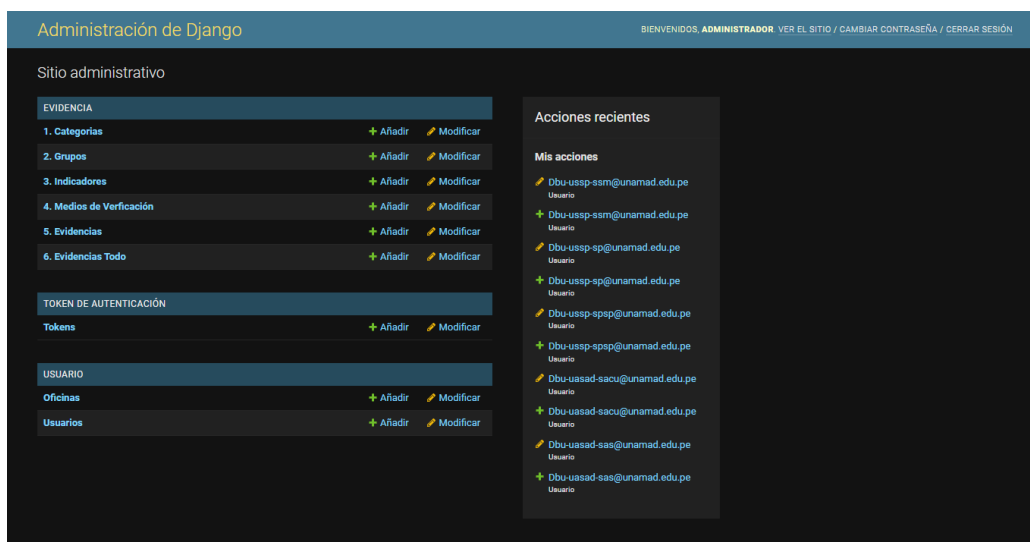 Administración de Django
BIENVENIDOS, ADMINISTRADOR. VER EL SITIO / CAMBIAR CONTRASEÑA / CERRAR SESIÓN
Sitio administrativo
EVIDENCIA
1. Categorias + Añadir Modificar
2. Grupos + Añadir Modificar
3. Indicadores + Añadir Modificar
4. Medios de Verficación + Añadir Modificar
5. Evidencias + Añadir Modificar
6. Evidencias Todo + Añadir Modificar
TOKEN DE AUTENTICACIÓN
Tokens + Añadir Modificar
USUARIO
Oficinas + Añadir Modificar
Usuarios + Añadir Modificar
Acciones recientes
Mis acciones
Dbu-ussp-ssm@unamad.edu.pe
Usuario
+ Dbu-ussp-ssm@unamad.edu.pe
Usuario
Dbu-ussp-sp@unamad.edu.pe
Usuario
+ Dbu-ussp-sp@unamad.edu.pe
Usuario
Dbu-ussp-spsp@unamad.edu.pe
Usuario
+ Dbu-ussp-spsp@unamad.edu.pe
Usuario
Dbu-uasad-sacu@unamad.edu.pe
Usuario
+ Dbu-uasad-sacu@unamad.edu.pe
Usuario
Dbu-uasad-sas@unamad.edu.pe
Usuario
+ Dbu-uasad-sas@unamad.edu.pe
Usuario